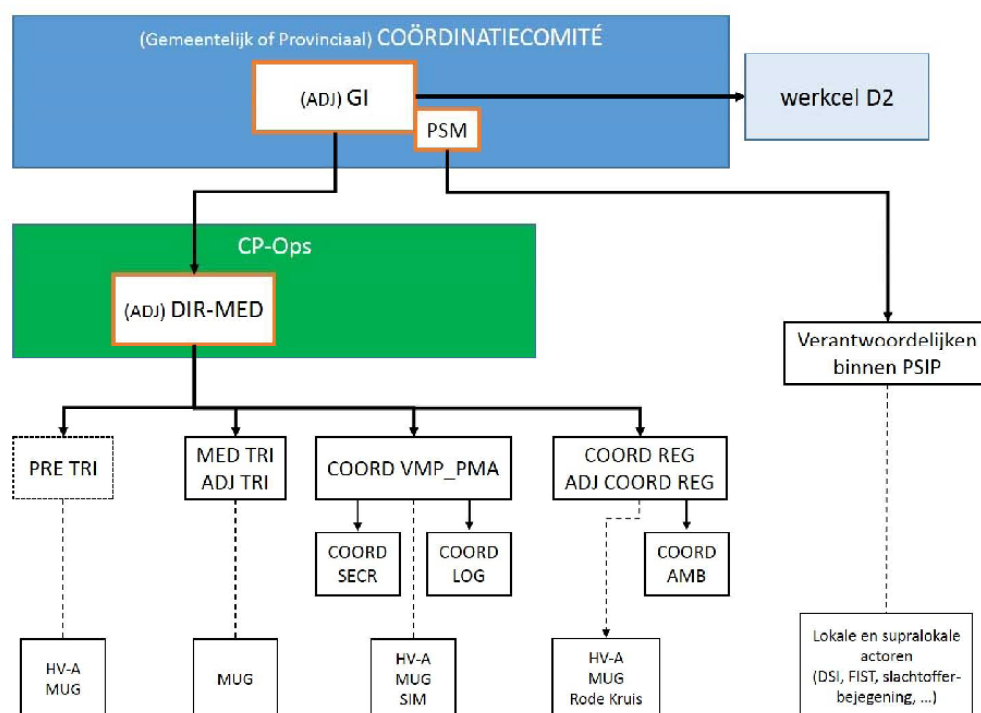 (Gemeentelijk of Provinciaal) COÖRDINATIECOMITÉ
(ADJ) GI
PSM
werkcel D2
CP-Ops
(ADJ) DIR-MED
Verantwoordelijken
binnen PSIP
PRE TRI
MED TRI
ADJ TRI
COORD VMP_PMA
COORD REG
ADJ COORD REG
COORD
SECR
COORD
LOG
COORD
AMB
HV-A
MUG
MUG
HV-A
MUG
SIM
HV-A
MUG
Rode Kruis
Lokale en supralokale
actoren
(DSI, FIST, slachtoffer-
bejegening, ...)